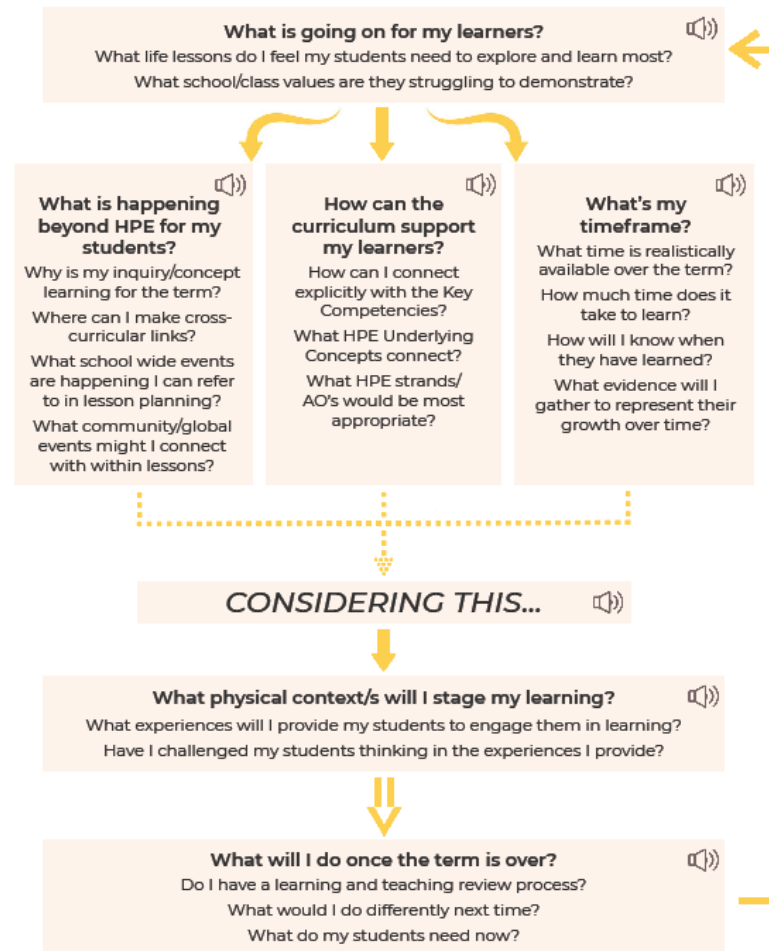 What is going on for my learners?
What life lessons do I feel my students need to explore and learn most?
What school/class values are they struggling to demonstrate?
What is happening
beyond HPE for my
students?
Why is my inquiry/concept
learning for the term?
Where can I make cross-
curricular links?
What school wide events
are happening I can refer
to in lesson planning?
What community/global
events might I connect
with within lessons?
How can the
curriculum support
my learners?
How can I connect
explicitly with the Key
Competencies?
What HPE Underlying
Concepts connect?
What HPE strands/
AO's would be most
appropriate?
What's my
timeframe?
What time is realistically
available over the term?
How much time does it
take to learn?
How will I know when
they have learned?
What evidence will I
gather to represent their
growth over time?
CONSIDERING THIS...
What physical context/s will I stage my learning?
What experiences will I provide my students to engage them in learning?
Have I challenged my students thinking in the experiences I provide?
What will I do once the term is over?
Do I have a learning and teaching review process?
What would I do differently next time?
What do my students need now?